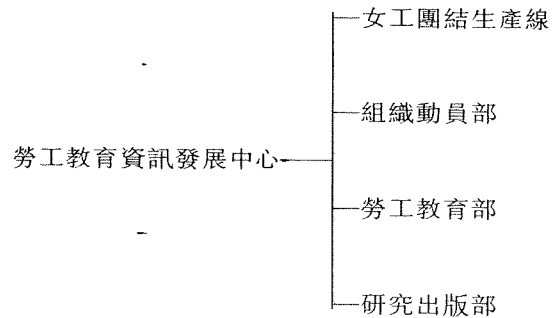 女工團結生產線
組織動員部
勞工教育資訊發展中心
勞工教育部
研究出版部